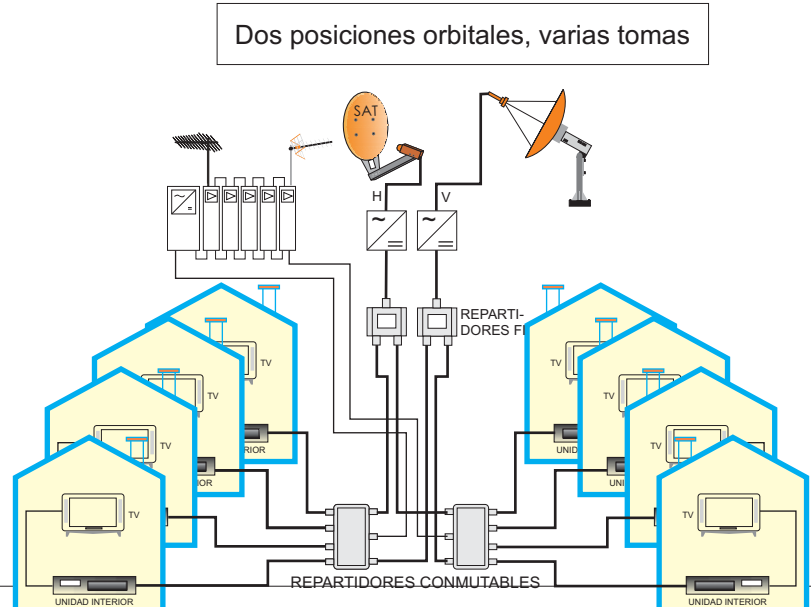 Dos posiciones orbitales, varias tomas
SAT
H
V
REPARTI-
DORES
TV
TV
TV
TV
TV
TV
TV
UNIDAD INTERIOR
UNIDAD INTERIOR
REPARTIDORES CONMUTABLES